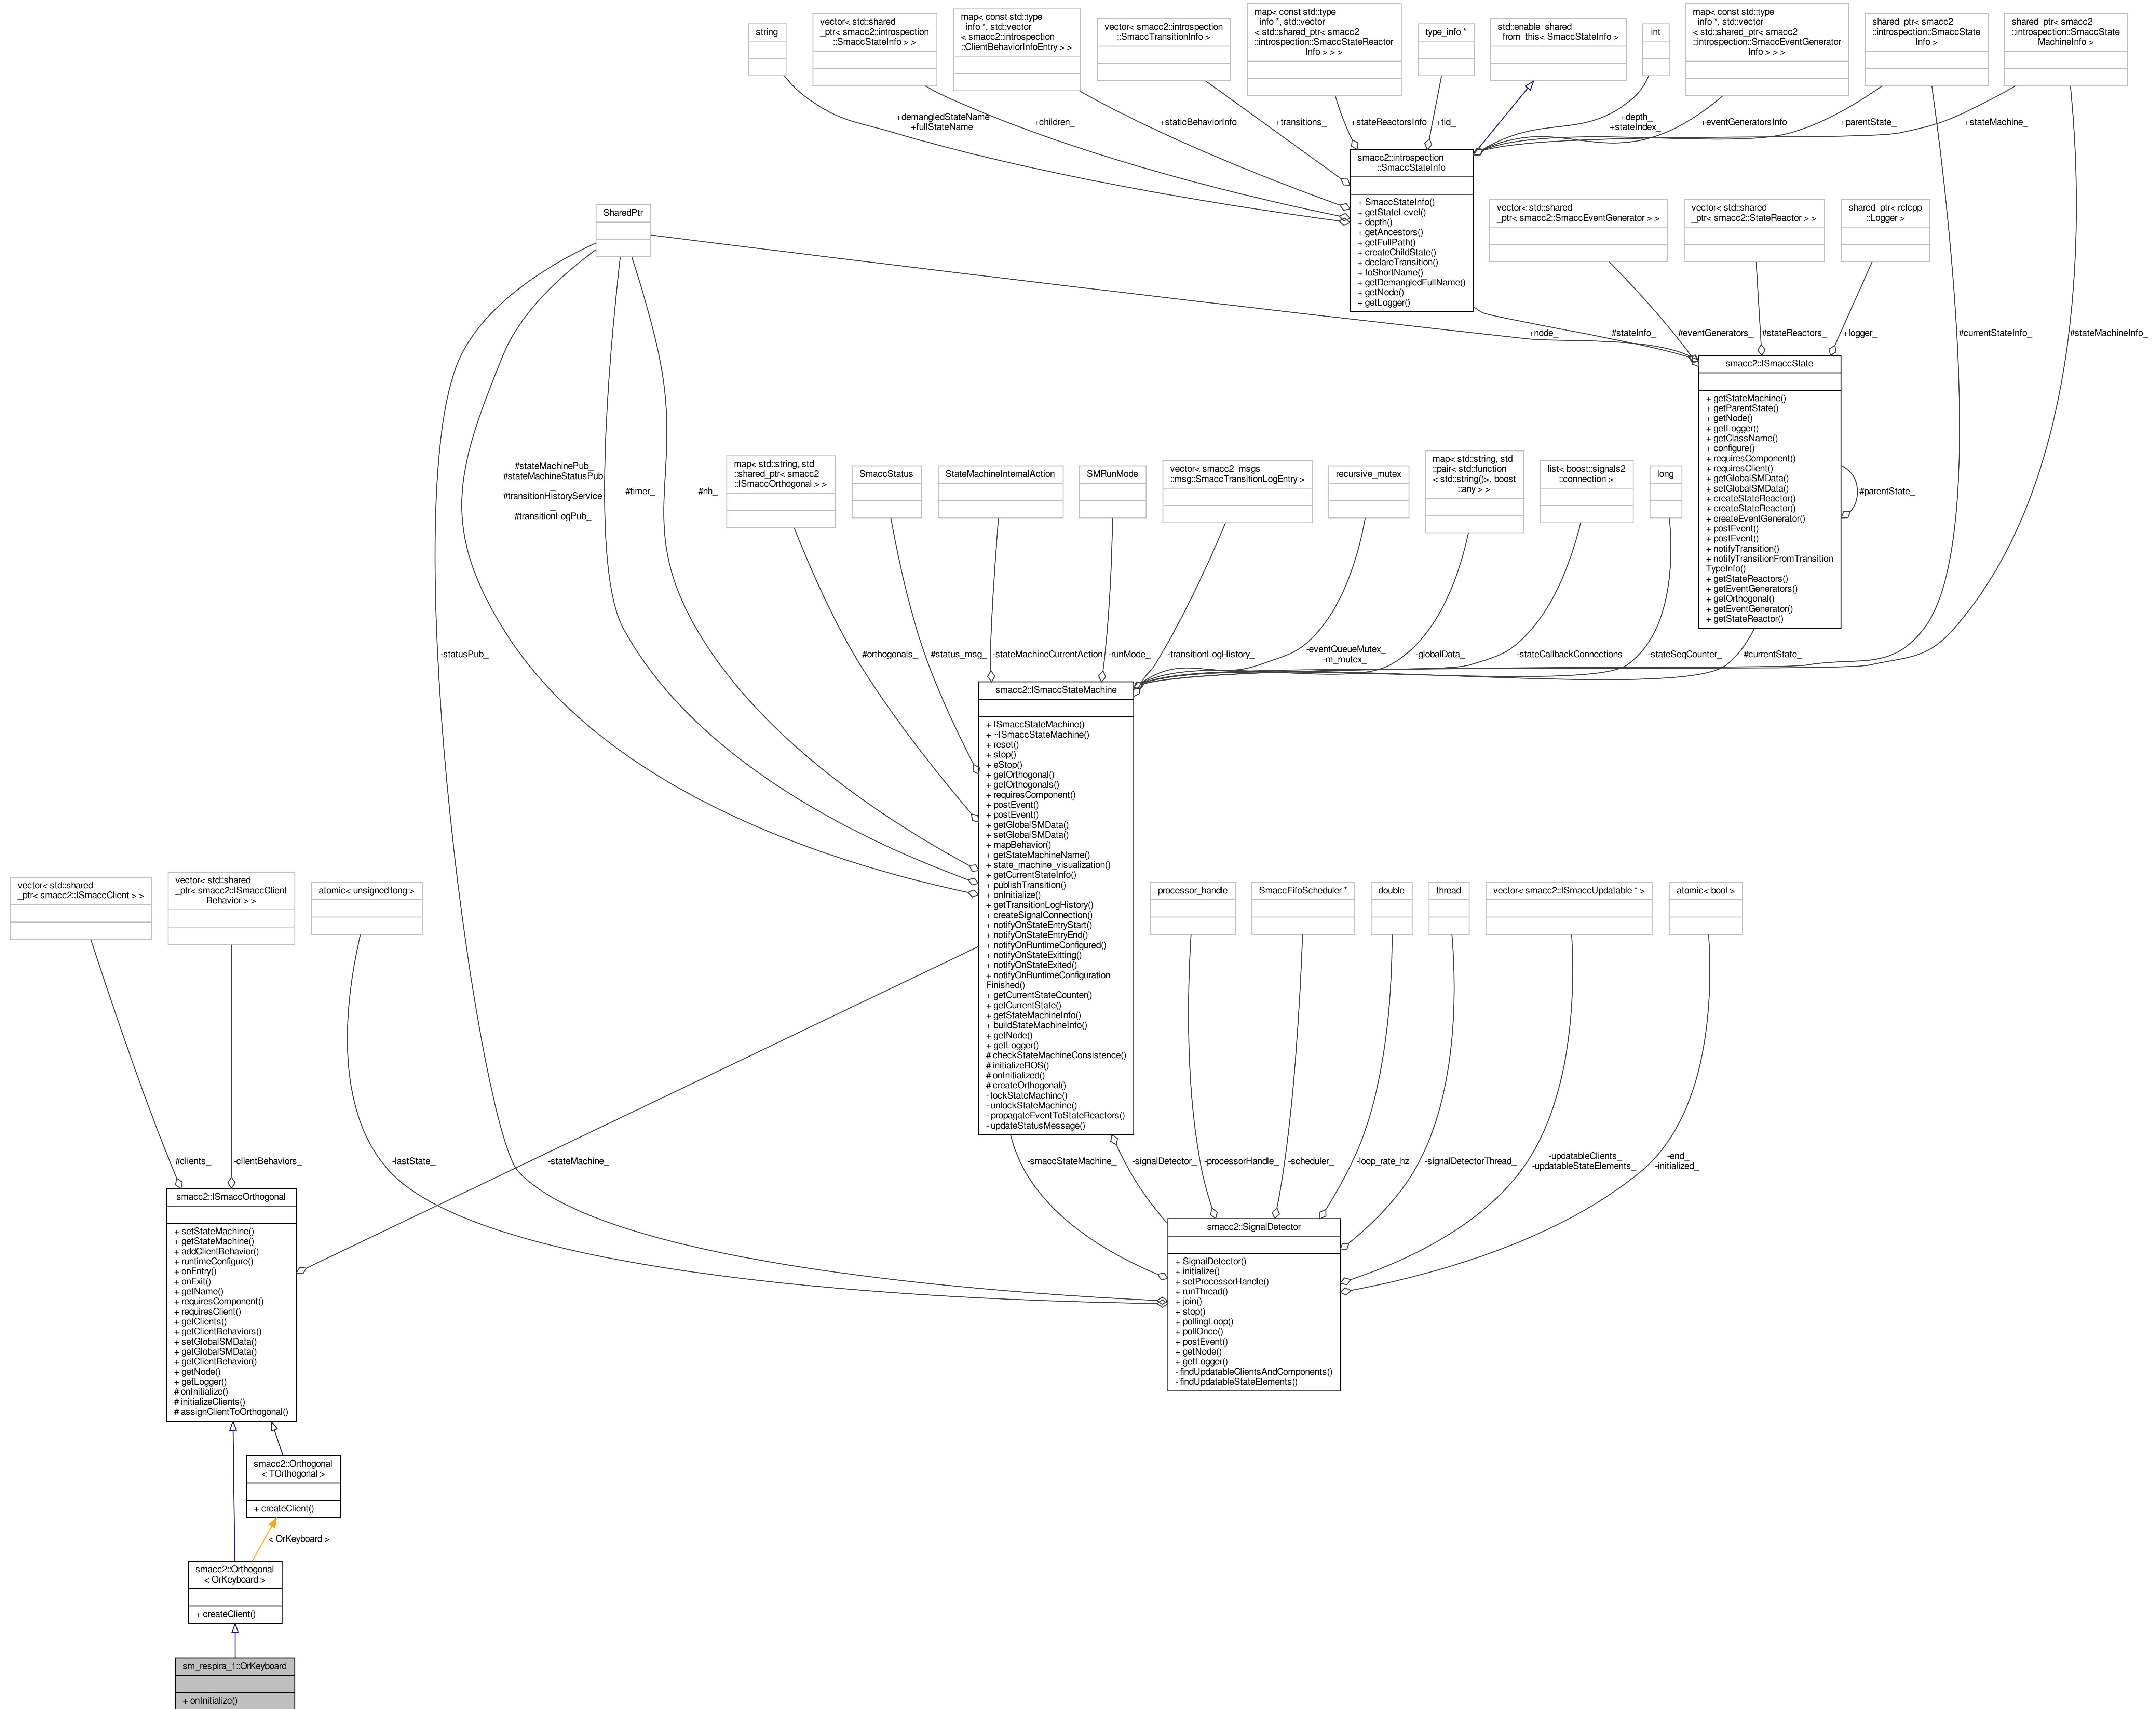 string
vector< std::shared
_ptr< smacc2::introspection
::SmaccStateInfo > >
map< const std::type
_info *, std::vector
< smacc2::introspection
::ClientBehaviorInfoEntry > >
vector< smacc2::introspection
::SmaccTransitionInfo >
map< const std::type
_info *, std::vector
< std::shared_ptr< smacc2
::introspection::SmaccStateReactor
Info > > >
type_info *
std::enable_shared
_from_this< SmaccStateInfo >
int
map< const std::type
_info *, std::vector
< std::shared_ptr< smacc2
::introspection::SmaccEventGenerator
Info > > >
shared_ptr< smacc2
::introspection::SmaccState
Info >
shared_ptr< smacc2
::introspection::SmaccState
MachineInfo >
+demangledStateName
+fullStateName
+children_
+staticBehaviorInfo
+transitions_
+stateReactorsInfo
+tid_
+depth_
+stateIndex_
+eventGeneratorsInfo
+parentState_
+stateMachine_
smacc2::introspection
::SmaccStateInfo
+ SmaccStateInfo()
+ getStateLevel()
+ depth()
+ getAncestors()
+ getFullPath()
+ createChildState()
+ declareTransition()
+ toShortName()
+ getDemangledFullName()
+ getNode()
+ getLogger()
SharedPtr
vector< std::shared
_ptr< smacc2::SmaccEventGenerator > >
vector< std::shared
_ptr< smacc2::StateReactor > >
shared_ptr< rclcpp
::Logger >
+node_
#stateInfo_
#eventGenerators_
#stateReactors_
+logger_
#currentStateInfo_
#stateMachineInfo_
smacc2::ISmaccState
+ getStateMachine()
+ getParentState()
+ getNode()
+ getLogger()
+ getClassName()
+ configure()
+ requiresComponent()
+ requiresClient()
+ getGlobalSMData()
+ setGlobalSMData()
+ createStateReactor()
+ createStateReactor()
+ createEventGenerator()
+ postEvent()
+ postEvent()
+ notifyTransition()
+ notifyTransitionFromTransition
TypeInfo()
+ getStateReactors()
+ getEventGenerators()
+ getOrthogonal()
+ getEventGenerator()
+ getStateReactor()
#parentState_
#stateMachinePub_
#stateMachineStatusPub
_
#transitionHistoryService
_
#transitionLogPub_
#timer_
#nh_
map< std::string, std
::shared_ptr< smacc2
::ISmaccOrthogonal > >
SmaccStatus
StateMachineInternalAction
SMRunMode
vector< smacc2_msgs
::msg::SmaccTransitionLogEntry >
recursive_mutex
map< std::string, std
::pair< std::function
< std::string()>, boost
::any > >
list< boost::signals2
::connection >
long
-statusPub_
#orthogonals_
#status_msg_
-stateMachineCurrentAction
-runMode_
-transitionLogHistory_
-eventQueueMutex_
-m_mutex_
-globalData_
-stateCallbackConnections
-stateSeqCounter_
#currentState_
smacc2::ISmaccStateMachine
+ ISmaccStateMachine()
+ ~ISmaccStateMachine()
+ reset()
+ stop()
+ eStop()
+ getOrthogonal()
+ getOrthogonals()
+ requiresComponent()
+ postEvent()
+ postEvent()
+ getGlobalSMData()
+ setGlobalSMData()
+ mapBehavior()
+ getStateMachineName()
+ state_machine_visualization()
+ getCurrentStateInfo()
+ publishTransition()
+ onInitialize()
+ getTransitionLogHistory()
+ createSignalConnection()
+ notifyOnStateEntryStart()
+ notifyOnStateEntryEnd()
+ notifyOnRuntimeConfigured()
+ notifyOnStateExitting()
+ notifyOnStateExited()
+ notifyOnRuntimeConfiguration
Finished()
+ getCurrentStateCounter()
+ getCurrentState()
+ getStateMachineInfo()
+ buildStateMachineInfo()
+ getNode()
+ getLogger()
# checkStateMachineConsistence()
# initializeROS()
# onInitialized()
# createOrthogonal()
- lockStateMachine()
- unlockStateMachine()
- propagateEventToStateReactors()
- updateStatusMessage()
vector< std::shared
_ptr< smacc2::ISmaccClient > >
vector< std::shared
_ptr< smacc2::ISmaccClient
Behavior > >
atomic< unsigned long >
processor_handle
SmaccFifoScheduler *
double
thread
vector< smacc2::ISmaccUpdatable * >
atomic< bool >
#clients_
-clientBehaviors_
-lastState_
-stateMachine_
-smaccStateMachine_
-signalDetector_
-processorHandle_
-scheduler_
-loop_rate_hz
-signalDetectorThread_
-updatableClients_
-updatableStateElements_
-end_
-initialized_
smacc2::ISmaccOrthogonal
+ setStateMachine()
+ getStateMachine()
+ addClientBehavior()
+ runtimeConfigure()
+ onEntry()
+ onExit()
+ getName()
+ requiresComponent()
+ requiresClient()
+ getClients()
+ getClientBehaviors()
+ setGlobalSMData()
+ getGlobalSMData()
+ getClientBehavior()
+ getNode()
+ getLogger()
# onInitialize()
# initializeClients()
# assignClientToOrthogonal()
smacc2::SignalDetector
+ SignalDetector()
+ initialize()
+ setProcessorHandle()
+ runThread()
+ join()
+ stop()
+ pollingLoop()
+ pollOnce()
+ postEvent()
+ getNode()
+ getLogger()
- findUpdatableClientsAndComponents()
- findUpdatableStateElements()
smacc2::Orthogonal
< TOrthogonal >
+ createClient()
< OrKeyboard >
smacc2::Orthogonal
< OrKeyboard >
+ createClient()
sm_respira_1::OrKeyboard
+ onInitialize()